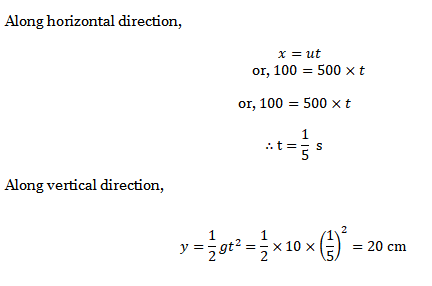 Along horizontal direction,
x = ut
or, 100 = 500 × t
or, 100 = 500 × t
∴ t = 1/5 s
Along vertical direction,
y = 1/2 gt² = 1/2 × 10 × (1/5)² = 20 cm